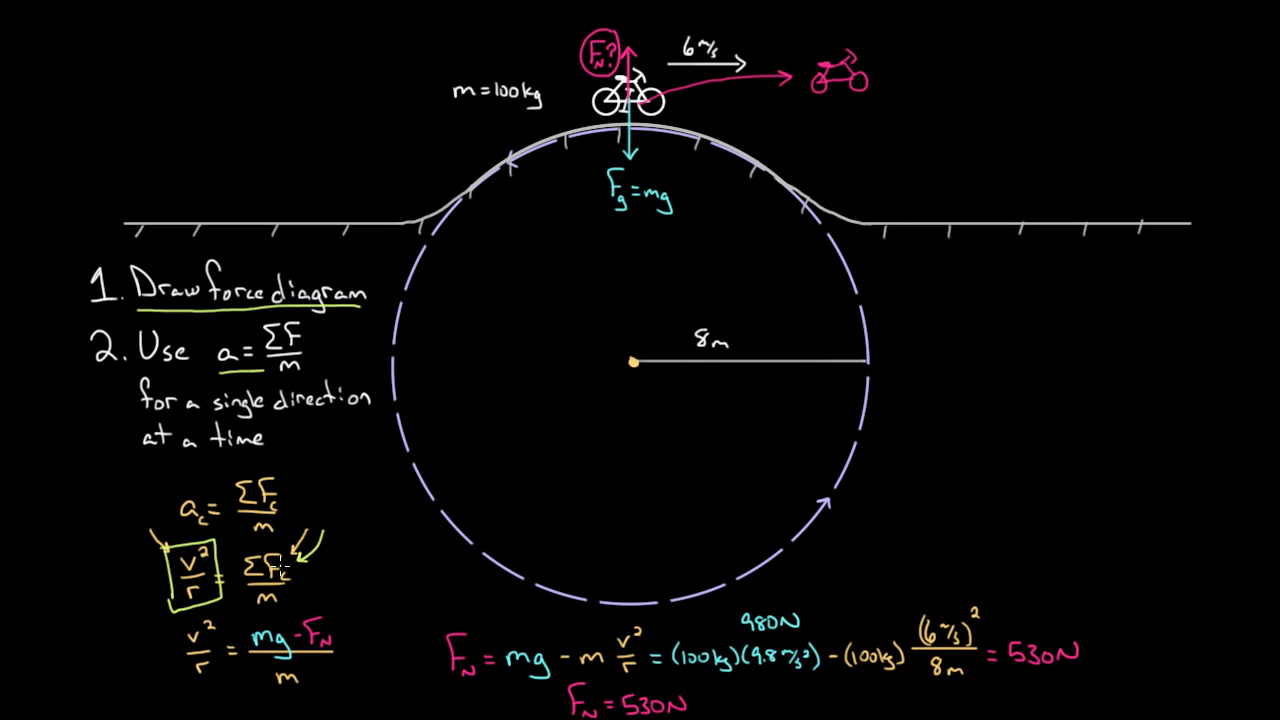 F_N?
6 m/s
m=100kg
F_g=mg
8m
1. Draw force diagram
2. Use a=ΣF/m
for a single direction
at a time
a_c=ΣF_c/m
v²/r=ΣF_c/m
v²/r=mg-F_N/m
980N
F_N=mg-m v²/r=(100kg)(9.8 m/s²)-(100kg)(6 m/s)²/8m=530N
F_N=530N